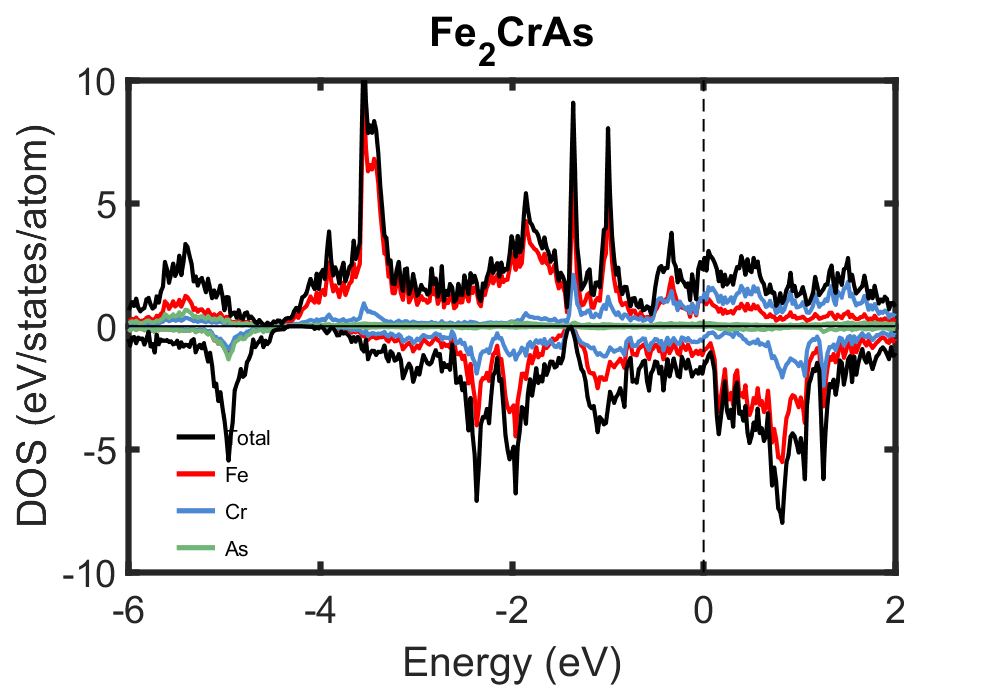 Fe2CrAs
DOS (eV/states/atom)
10
5
0
-5
-10
Total
Fe
Cr
As
-6 -4 -2 0 2
Energy (eV)